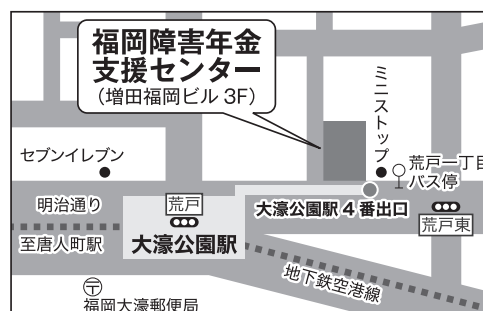 福岡障害年金
支援センター
（増田福岡ビル 3F）
ミニストップ
セブンイレブン
荒戸一丁目
バス停
明治通り
荒戸
大濠公園駅 4 番出口
荒戸東
至唐人町駅
大濠公園駅
地下鉄空港線
〒
福岡大濠郵便局